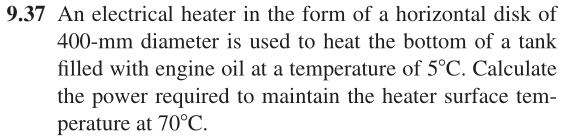 9.37 An electrical heater in the form of a horizontal disk of
400-mm diameter is used to heat the bottom of a tank
filled with engine oil at a temperature of 5°C. Calculate
the power required to maintain the heater surface tem-
perature at 70°C.